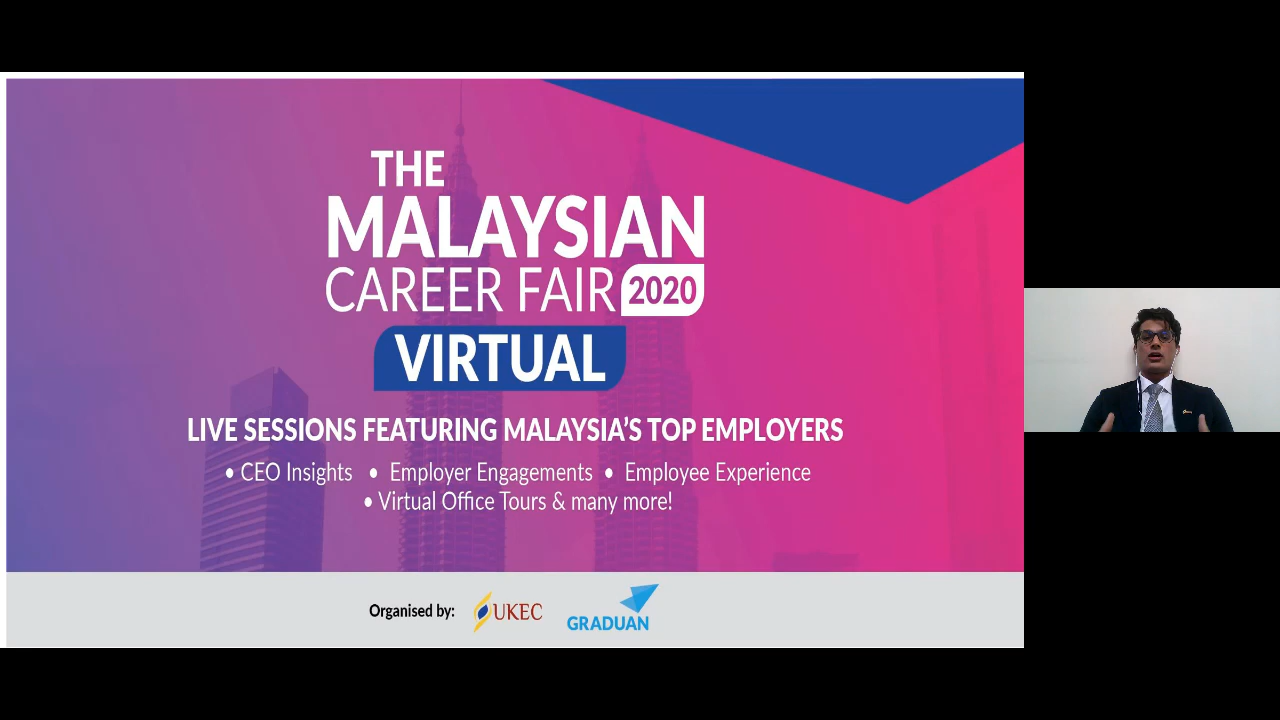 THE
MALAYSIAN
CAREER FAIR 2020
VIRTUAL
LIVE SESSIONS FEATURING MALAYSIA'S TOP EMPLOYERS
• CEO Insights • Employer Engagements • Employee Experience
• Virtual Office Tours & many more!
Organised by: UKEC GRADUAN